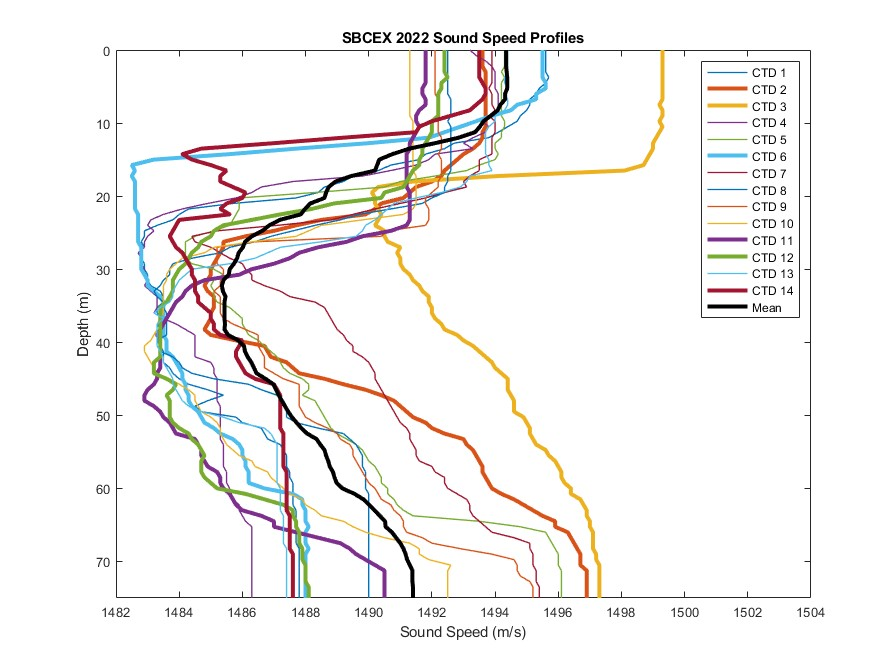 SBCEX 2022 Sound Speed Profiles
0
10
20
30
40
50
60
70
Depth (m)
1482 1484 1486 1488 1490 1492 1494 1496 1498 1500 1502 1504
Sound Speed (m/s)
CTD 1
CTD 2
CTD 3
CTD 4
CTD 5
CTD 6
CTD 7
CTD 8
CTD 9
CTD 10
CTD 11
CTD 12
CTD 13
CTD 14
Mean